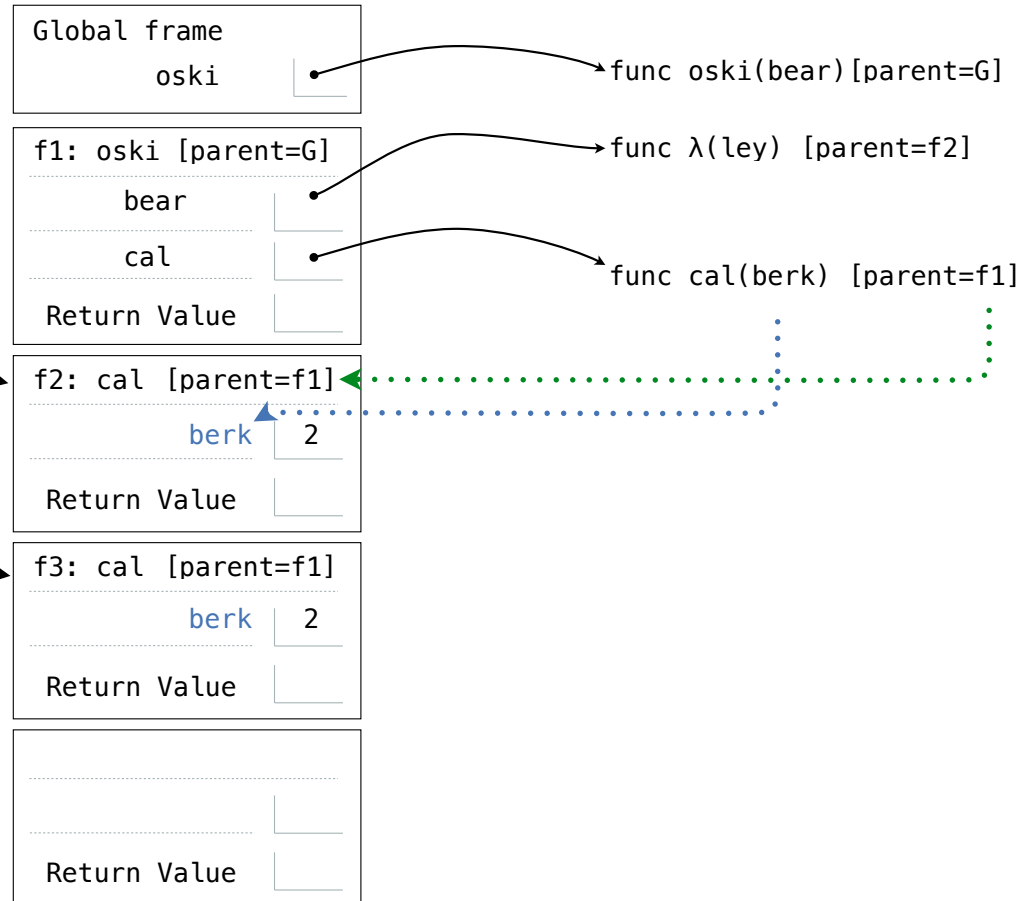 Global frame
oski
func oski(bear)[parent=G]
f1: oski [parent=G]
func λ(ley) [parent=f2]
bear
cal
func cal(berk) [parent=f1]
Return Value
f2: cal [parent=f1]
berk 2
Return Value
f3: cal [parent=f1]
berk 2
Return Value
Return Value